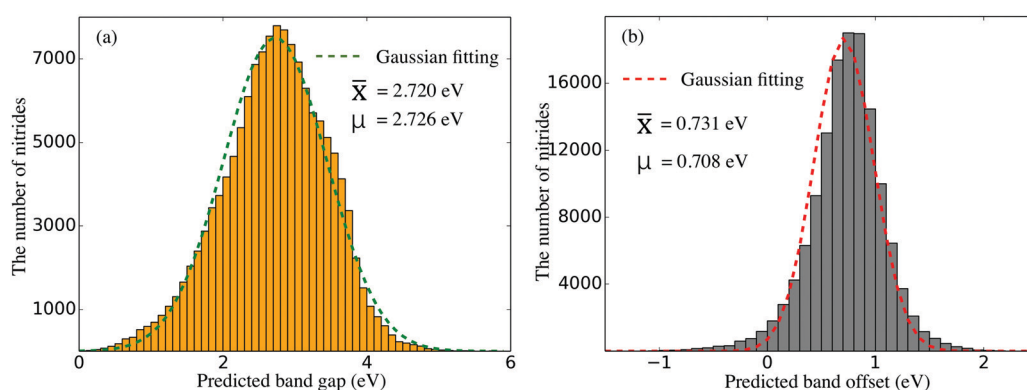 (a)
The number of nitrides
7000
5000
3000
1000
Gaussian fitting
x̄ = 2.720 eV
μ = 2.726 eV
0 2 4 6
Predicted band gap (eV)
(b)
The number of nitrides
16000
12000
8000
4000
Gaussian fitting
x̄ = 0.731 eV
μ = 0.708 eV
−1 0 1 2
Predicted band offset (eV)